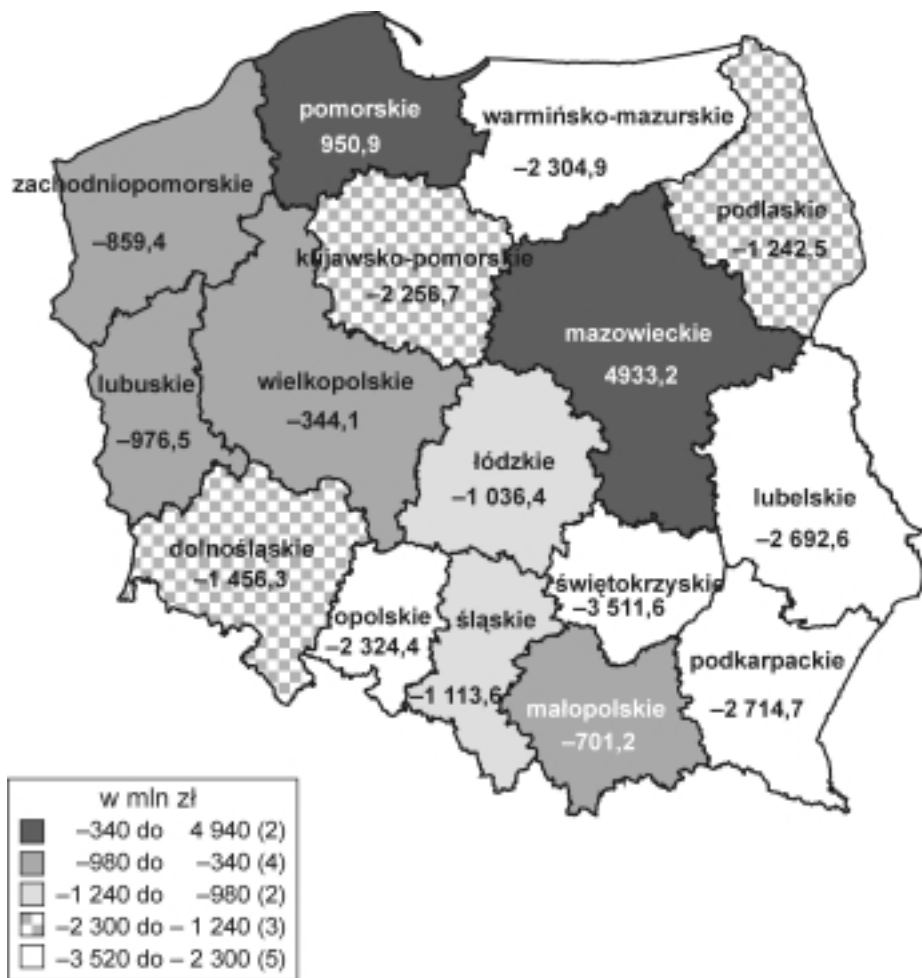 pomorskie
950,9
warmińsko-mazurskie
–2 304,9
zachodniopomorskie
–859,4
podlaskie
–1 242,5
kujawsko-pomorskie
–2 256,7
mazowieckie
4933,2
lubuskie
–976,5
wielkopolskie
–344,1
łódzkie
–1 036,4
lubelskie
–2 692,6
dolnośląskie
–1 456,3
opolskie
–2 324,4
śląskie
–1 113,6
świętokrzyskie
–3 511,6
małopolskie
–701,2
podkarpackie
–2 714,7
w mln zł
–340 do 4 940 (2)
–980 do –340 (4)
–1 240 do –980 (2)
–2 300 do – 1 240 (3)
–3 520 do – 2 300 (5)